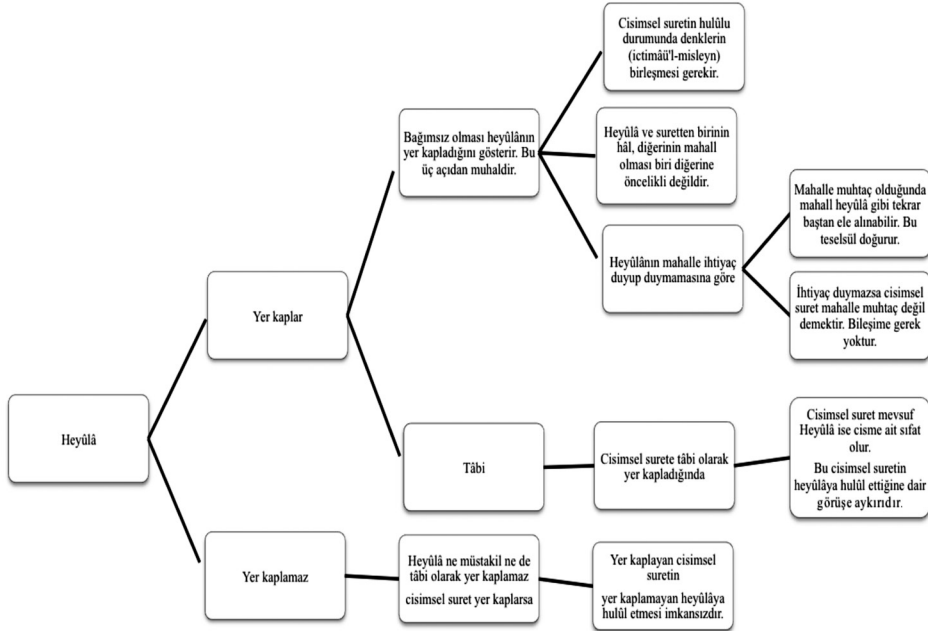 Cisimsel suretin hulûlu
durumunda denklerin
(ictimâü'l-misleyn)
birleşmesi gerekir.
Bağımsız olması heyûlânın
yer kapladığını gösterir. Bu
üç açıdan muhaldir.
Heyûlâ ve suretten birinin
hâl, diğerinin mahall
olması biri diğerine
öncelikli değildir.
Mahalle muhtaç olduğunda
mahall heyûlâ gibi tekrar
baştan ele alınabilir. Bu
teselsül doğurur.
Heyûlânın mahalle ihtiyaç
duyup duymamasına göre
İhtiyaç duymazsa cisimsel
suret mahalle muhtaç değil
demektir. Bileşime gerek
yoktur.
Yer kaplar
Heyûlâ
Tâbi
Cisimsel surete tâbi olarak
yer kapladığında
Cisimsel suret mevsuf
Heyûlâ ise cisme ait sıfat
olur.
Bu cisimsel suretin
heyûlâya hulûl ettiğine dair
görüşe aykırıdır.
Yer kaplamaz
Heyûlâ ne müstakil ne de
tâbi olarak yer kaplamaz
cisimsel suret yer kaplarsa
Yer kaplayan cisimsel
suretin
yer kaplamayan heyûlâya
hulûl etmesi imkansızdır.